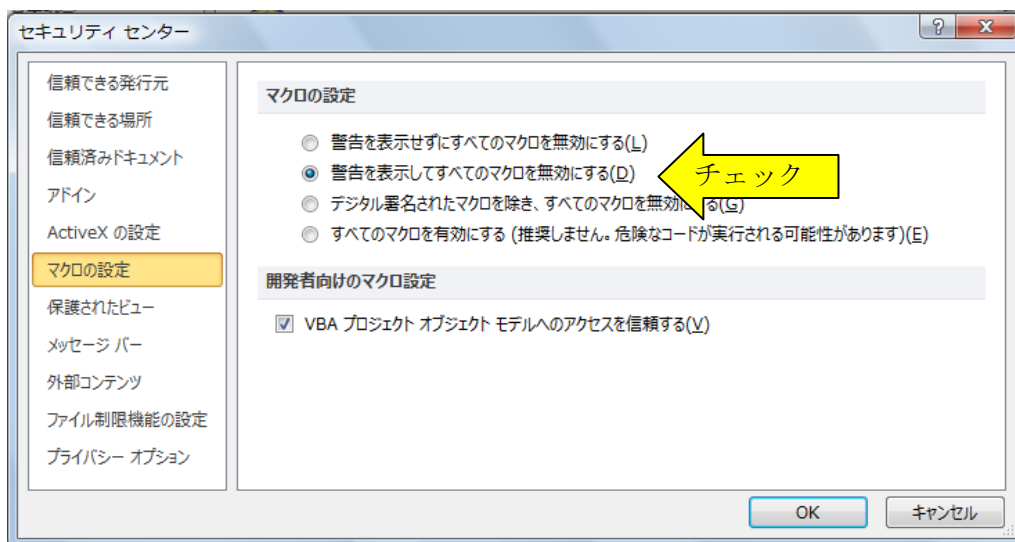 セキュリティ センター
信頼できる発行元
信頼できる場所
信頼済みドキュメント
アドイン
ActiveX の設定
マクロの設定
保護されたビュー
メッセージ バー
外部コンテンツ
ファイル制限機能の設定
プライバシー オプション
マクロの設定
警告を表示せずにすべてのマクロを無効にする(L)
警告を表示してすべてのマクロを無効にする(D)
チェック
デジタル署名されたマクロを除き、すべてのマクロを無効にする(G)
すべてのマクロを有効にする (推奨しません。危険なコードが実行される可能性があります)(E)
開発者向けのマクロ設定
VBA プロジェクト オブジェクト モデルへのアクセスを信頼する(V)
OK
キャンセル